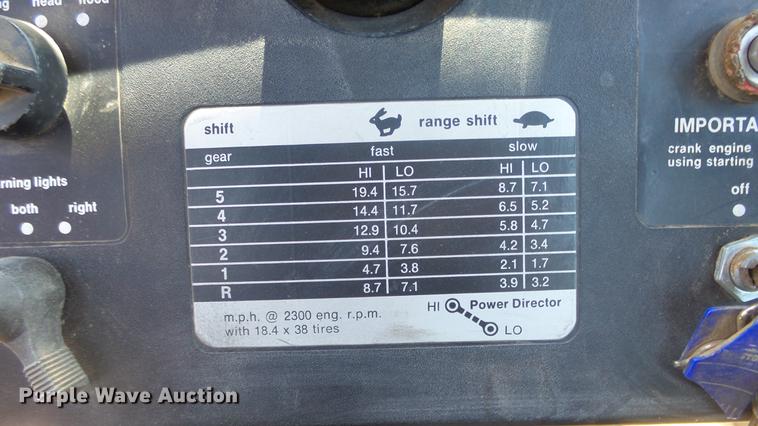 head hood
rning lights
both right
shift range shift
gear fast slow
HI LO HI LO
5 19.4 15.7 8.7 7.1
4 14.4 11.7 6.5 5.2
3 12.9 10.4 5.8 4.7
2 9.4 7.6 4.2 3.4
1 4.7 3.8 2.1 1.7
R 8.7 7.1 3.9 3.2
m.p.h. @ 2300 eng. r.p.m.
with 18.4 x 38 tires
HI Power Director
LO
IMPORTA
crank engine
using starting
off
Purple Wave Auction